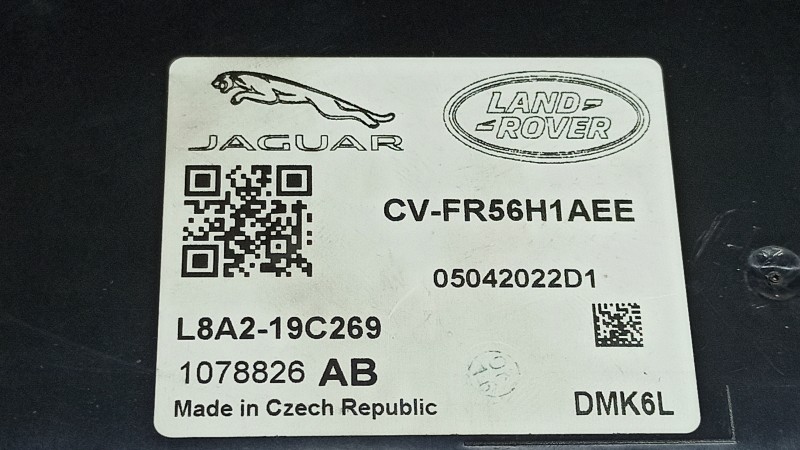 JAGUAR
LAND-
-ROVER
CV-FR56H1AEE
05042022D1
L8A2-19C269
1078826 AB
Made in Czech Republic
DMK6L